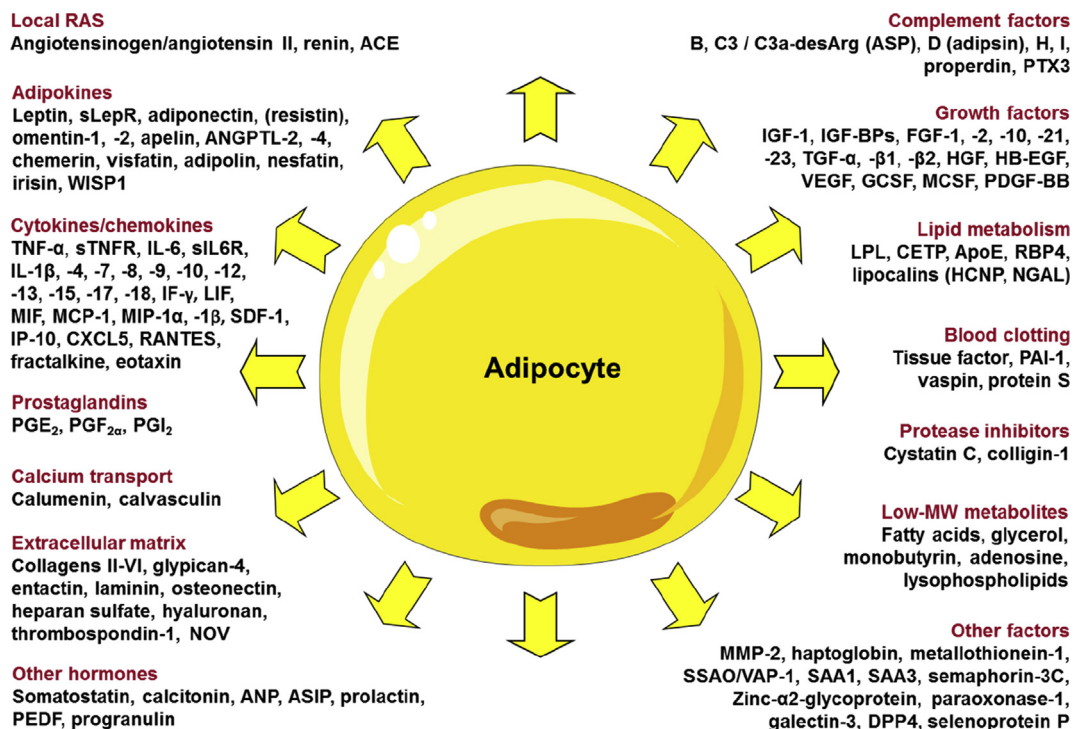 Local RAS
Angiotensinogen/angiotensin II, renin, ACE
Adipokines
Leptin, sLepR, adiponectin, (resistin),
omentin-1, -2, apelin, ANGPTL-2, -4,
chemerin, visfatin, adipolin, nesfatin,
irisin, WISP1
Cytokines/chemokines
TNF-α, sTNFR, IL-6, sIL6R,
IL-1β, -4, -7, -8, -9, -10, -12,
-13, -15, -17, -18, IF-γ, LIF,
MIF, MCP-1, MIP-1α, -1β, SDF-1,
IP-10, CXCL5, RANTES,
fractalkine, eotaxin
Prostaglandins
PGE₂, PGF₂α, PGI₂
Calcium transport
Calumenin, calvasculin
Extracellular matrix
Collagens II-VI, glypican-4,
entactin, laminin, osteonectin,
heparan sulfate, hyaluronan,
thrombospondin-1, NOV
Other hormones
Somatostatin, calcitonin, ANP, ASIP, prolactin,
PEDF, progranulin
Adipocyte
Complement factors
B, C3 / C3a-desArg (ASP), D (adipsin), H, I,
properdin, PTX3
Growth factors
IGF-1, IGF-BPs, FGF-1, -2, -10, -21,
-23, TGF-α, -β1, -β2, HGF, HB-EGF,
VEGF, GCSF, MCSF, PDGF-BB
Lipid metabolism
LPL, CETP, ApoE, RBP4,
lipocalins (HCNP, NGAL)
Blood clotting
Tissue factor, PAI-1,
vaspin, protein S
Protease inhibitors
Cystatin C, colligin-1
Low-MW metabolites
Fatty acids, glycerol,
monobutyrin, adenosine,
lysophospholipids
Other factors
MMP-2, haptoglobin, metallothionein-1,
SSAO/VAP-1, SAA1, SAA3, semaphorin-3C,
Zinc-α2-glycoprotein, paraoxonase-1,
galectin-3, DPP4, selenoprotein P